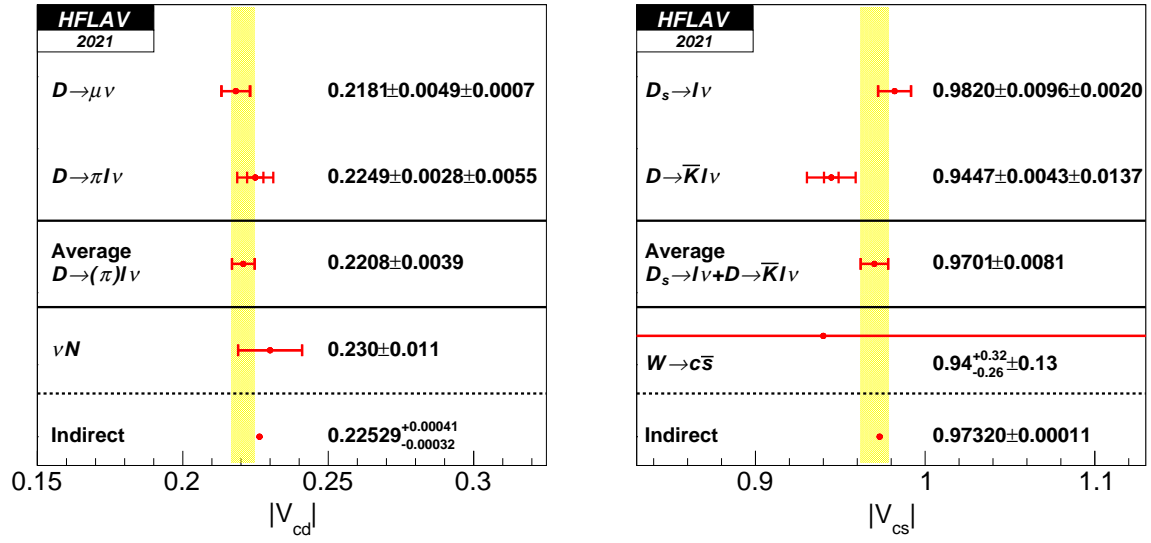 HFLAV
2021
D→μν 0.2181±0.0049±0.0007
D→πlν 0.2249±0.0028±0.0055
Average
D→(π)lν 0.2208±0.0039
νN 0.230±0.011
Indirect 0.22529+0.00041-0.00032
0.15 0.2 0.25 0.3
|Vcd|
HFLAV
2021
Ds→lν 0.9820±0.0096±0.0020
D→K̅lν 0.9447±0.0043±0.0137
Average
Ds→lν+D→K̅lν 0.9701±0.0081
W→cs̅ 0.94+0.32-0.26±0.13
Indirect 0.97320±0.00011
0.9 1 1.1
|Vcs|